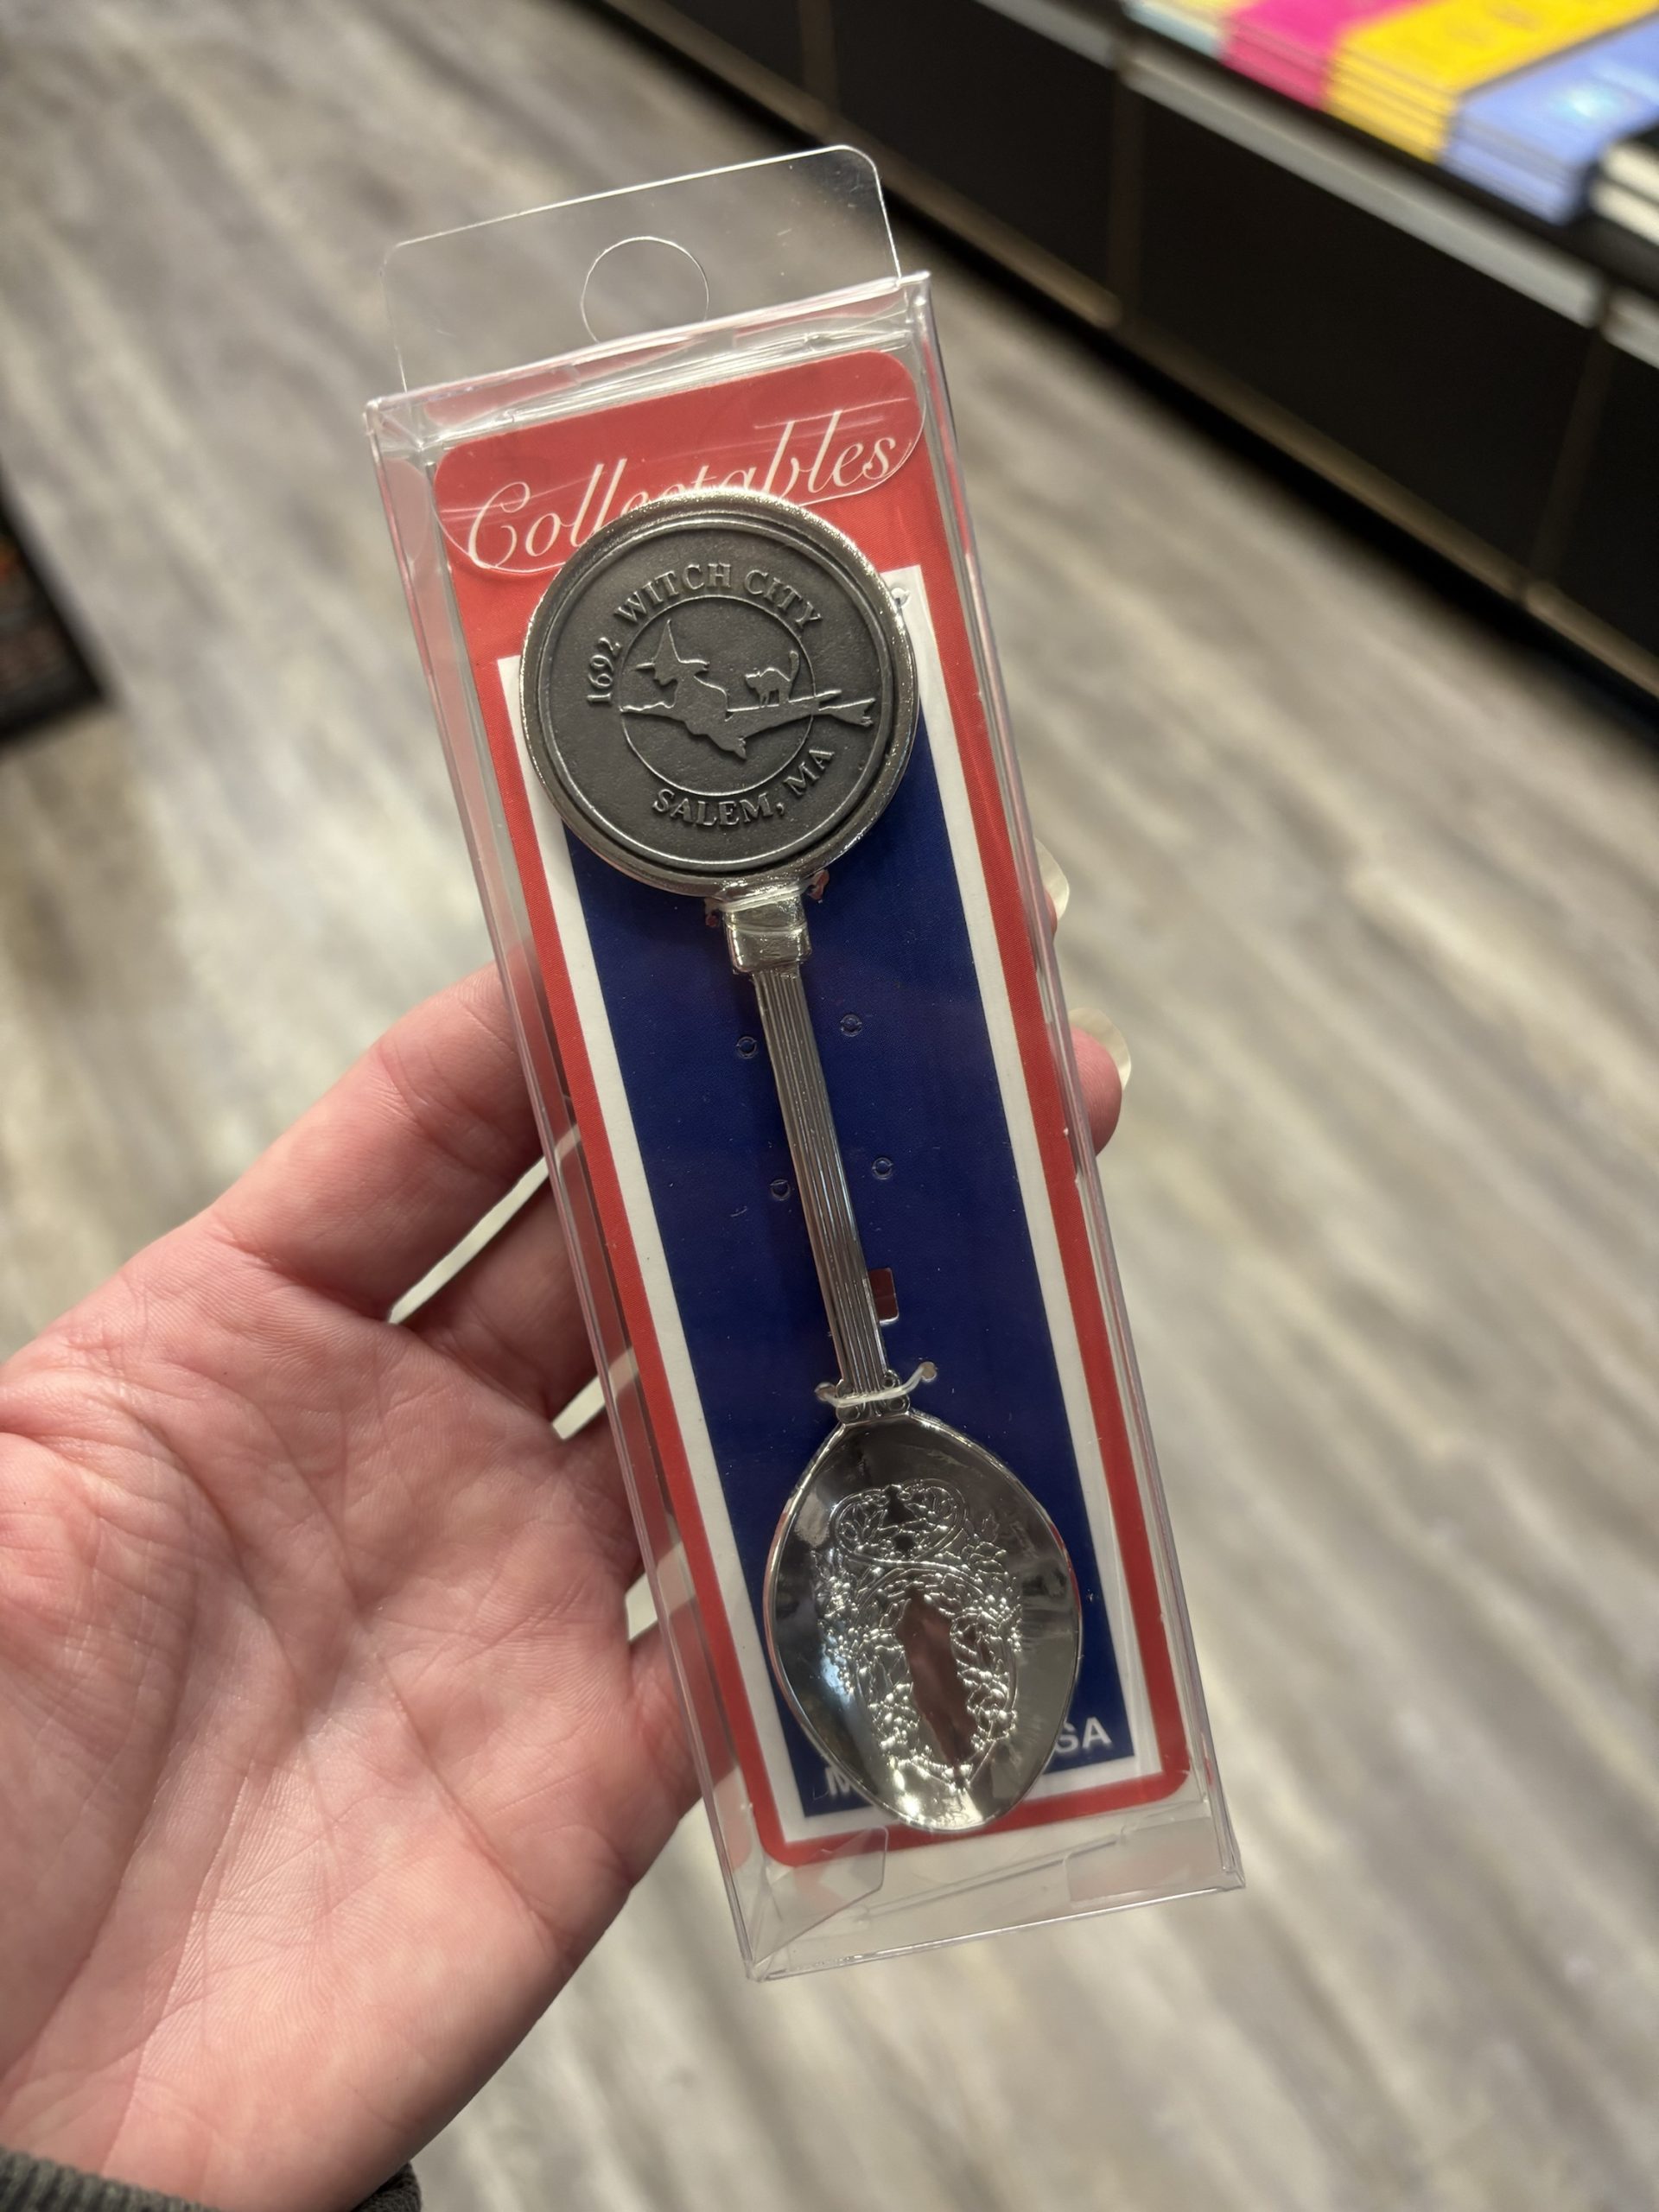 Collectables
1692 WITCH CITY
SALEM, MA